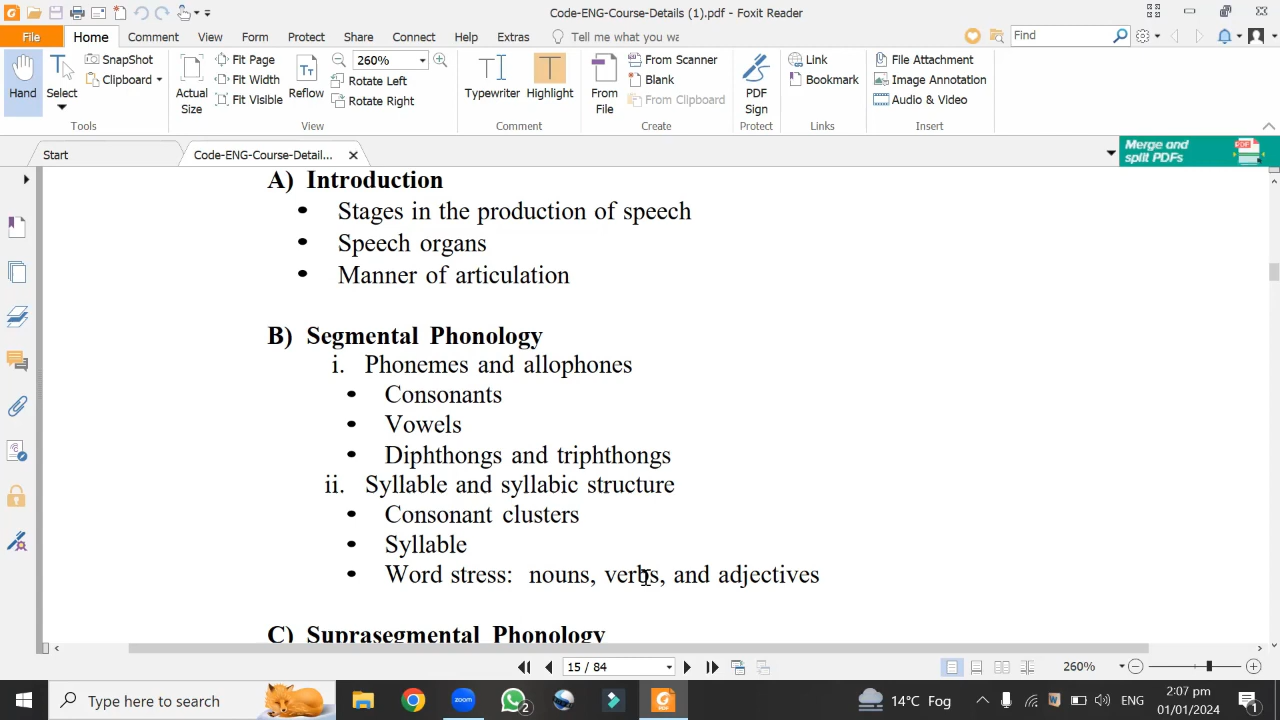 Code-ENG-Course-Details (1).pdf - Foxit Reader
File Home Comment View Form Protect Share Connect Help Extras Tell me what you wa Find
Hand
Select
SnapShot
Clipboard
Tools
Actual Size
Fit Page
Fit Width
Fit Visible
Reflow
260%
Rotate Left
Rotate Right
View
Typewriter
Highlight
Comment
From File
From Scanner
Blank
From Clipboard
Create
PDF Sign
Protect
Link
Bookmark
Links
File Attachment
Image Annotation
Audio & Video
Insert
Start
Code-ENG-Course-Detail...
Merge and
split PDFs
A) Introduction
• Stages in the production of speech
• Speech organs
• Manner of articulation
B) Segmental Phonology
i. Phonemes and allophones
• Consonants
• Vowels
• Diphthongs and triphthongs
ii. Syllable and syllabic structure
• Consonant clusters
• Syllable
• Word stress: nouns, verbs, and adjectives
C) Suprasegmental Phonology
15 / 84
260%
Type here to search
zoom
2
14°C Fog
ENG
2:07 pm
01/01/2024
1